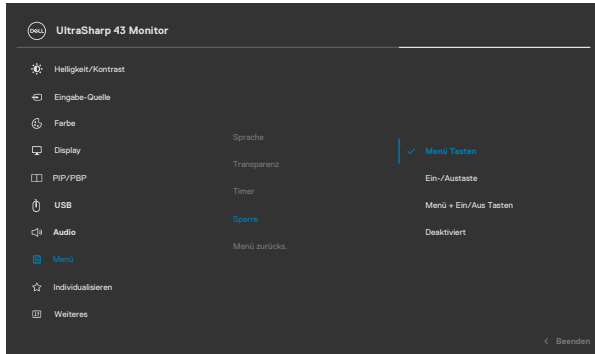 DELL UltraSharp 43 Monitor
Helligkeit/Kontrast
Eingabe-Quelle
Farbe
Display
PIP/PBP
USB
Audio
Menü
Individualisieren
Weiteres
Sprache
Transparenz
Timer
Sperre
Menü zurücks.
Menü Tasten
Ein-/Austaste
Menü + Ein/Aus Tasten
Deaktiviert
Beenden